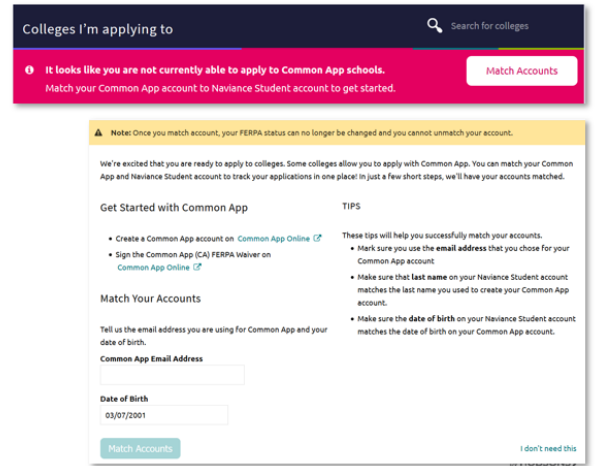 Colleges I'm applying to
Search for colleges
It looks like you are not currently able to apply to Common App schools.
Match your Common App account to Naviance Student account to get started.
Match Accounts
Note: Once you match account, your FERPA status can no longer be changed and you cannot unmatch your account.
We're excited that you are ready to apply to colleges. Some colleges allow you to apply with Common App. You can match your Common
App and Naviance Student account to track your applications in one place! In just a few short steps, we'll have your accounts matched.
Get Started with Common App
• Create a Common App account on Common App Online
• Sign the Common App (CA) FERPA Waiver on
Common App Online
Match Your Accounts
Tell us the email address you are using for Common App and your
date of birth.
Common App Email Address
Date of Birth
03/07/2001
Match Accounts
TIPS
These tips will help you successfully match your accounts.
• Mark sure you use the email address that you chose for your
Common App account
• Make sure that last name on your Naviance Student account
matches the last name you used to create your Common App
account.
• Make sure the date of birth on your Naviance Student account
matches the date of birth on your Common App account.
I don't need this